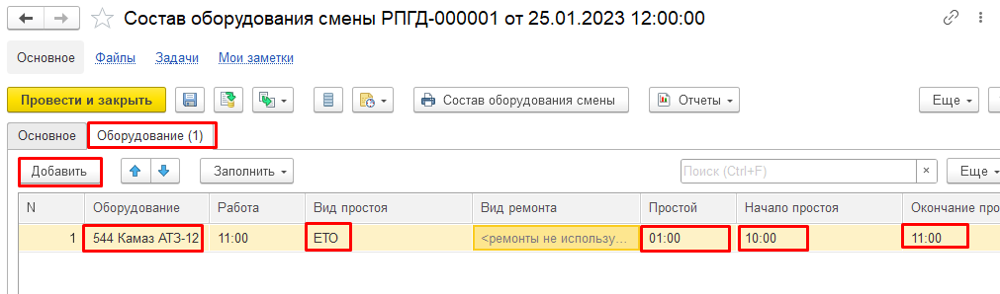 Состав оборудования смены РПГД-000001 от 25.01.2023 12:00:00
Основное Файлы Задачи Мои заметки
Провести и закрыть Состав оборудования смены Отчеты Еще
Основное Оборудование (1)
Добавить Заполнить Поиск (Ctrl+F) × Еще
N Оборудование Работа Вид простоя Вид ремонта Простой Начало простоя Окончание про
1 544 Камаз АТЗ-12 11:00 ЕТО <ремонты не использу... 01:00 10:00 11:00